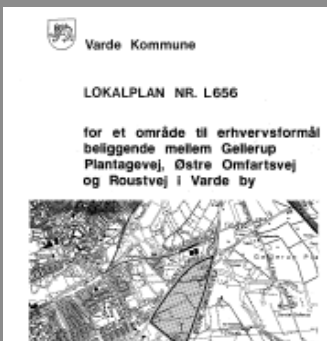 Varde Kommune
LOKALPLAN NR. L656
for et område til erhvervsformål
beliggende mellem Gellerup
Plantagevej, Østre Omfartsvej
og Roustvej i Varde by